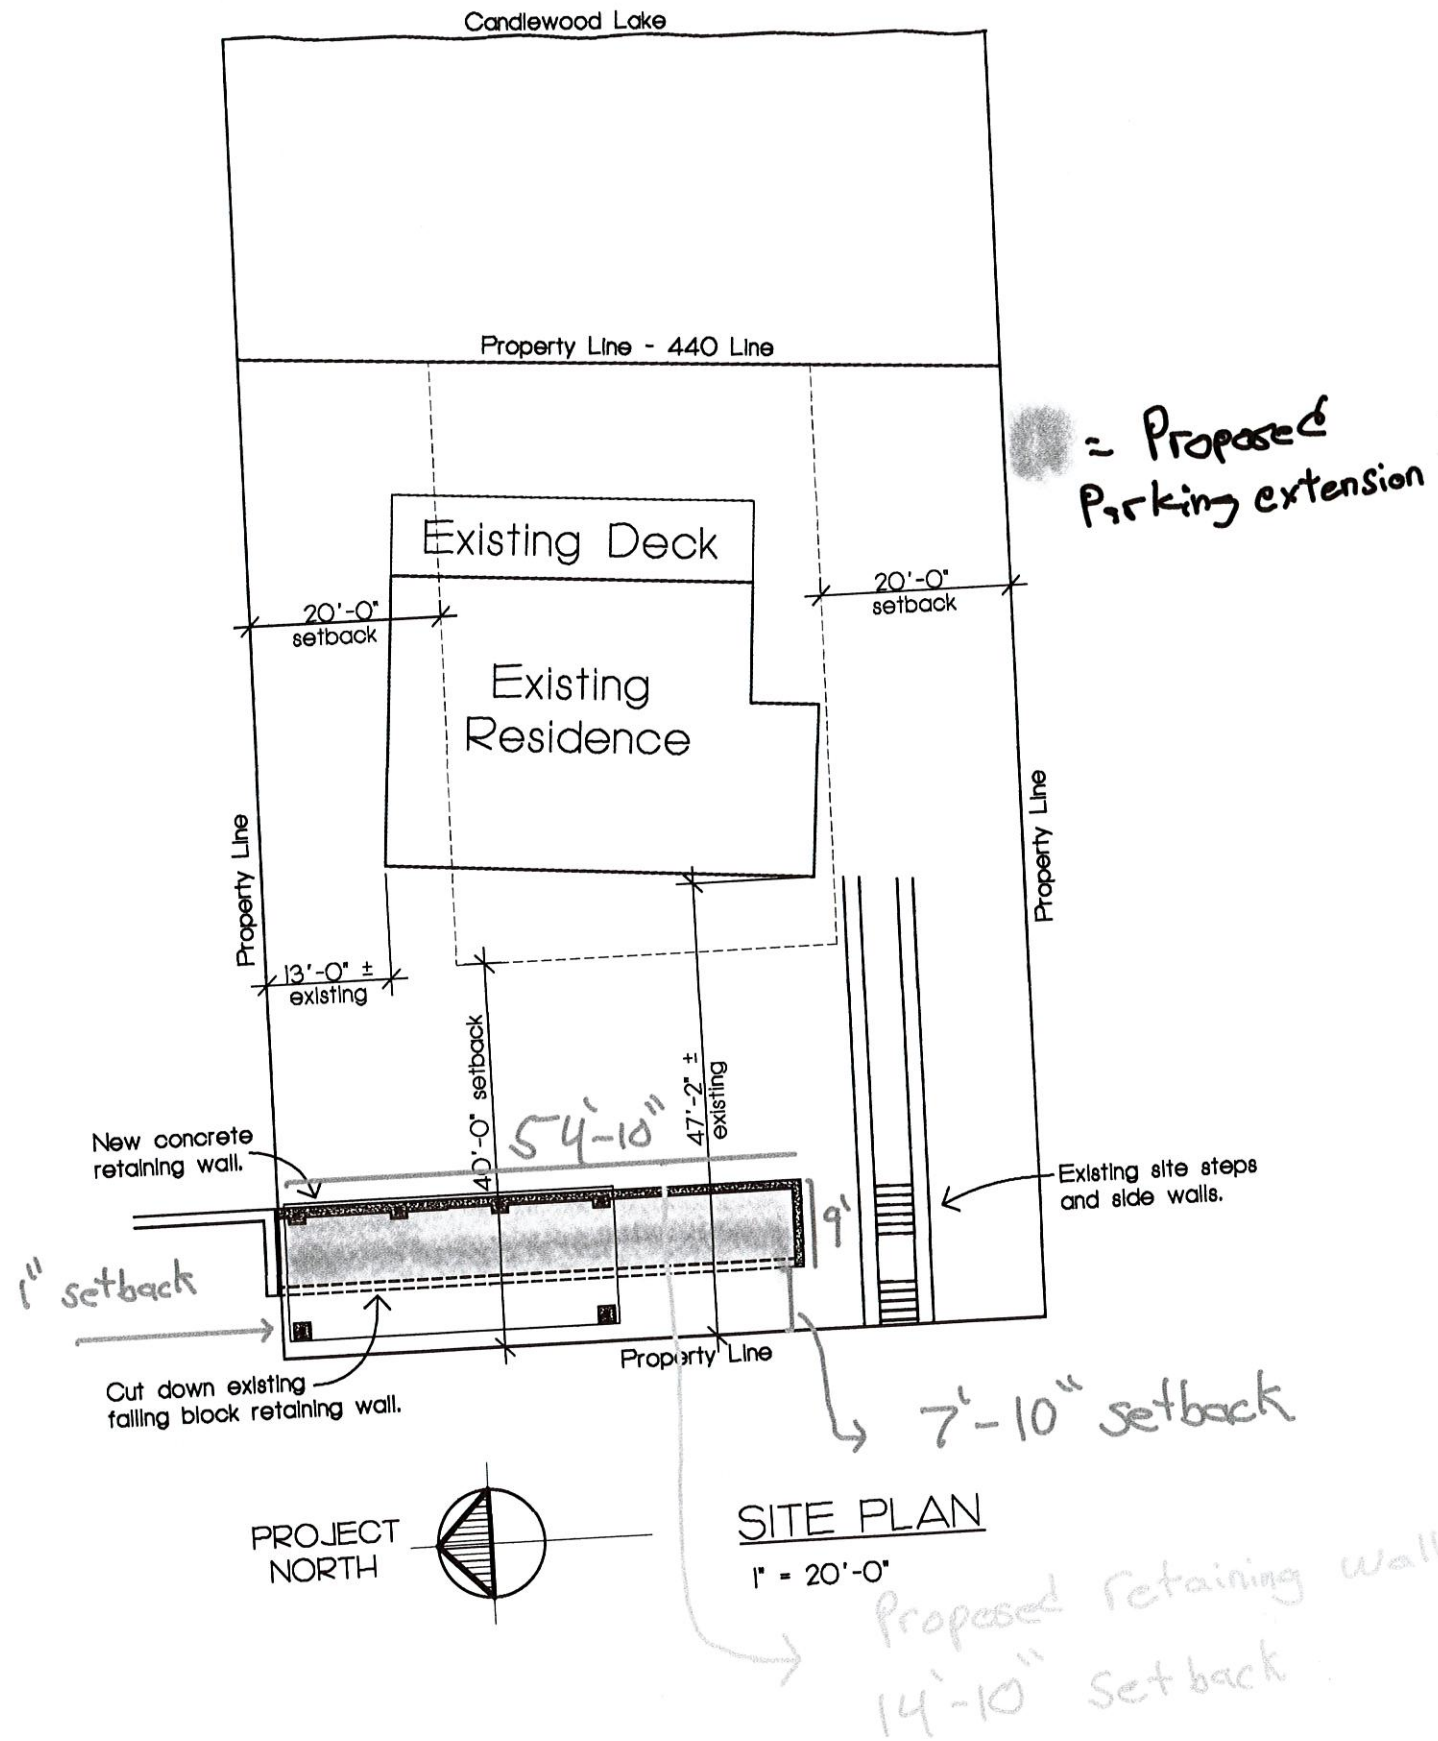 Candlewood Lake
Property Line - 440 Line
= Proposed
Parking extension
Existing Deck
20'-0"
setback
20'-0"
setback
Existing
Residence
Property Line
Property Line
13'-0" ±
existing
40'-0" setback
47'-2" ±
existing
54'-10"
New concrete
retaining wall.
Existing site steps
and side walls.
9'
1" setback
Property Line
Cut down existing
failing block retaining wall.
7'-10" setback
PROJECT
NORTH
SITE PLAN
1" = 20'-0"
Proposed retaining wall
14'-10" setback